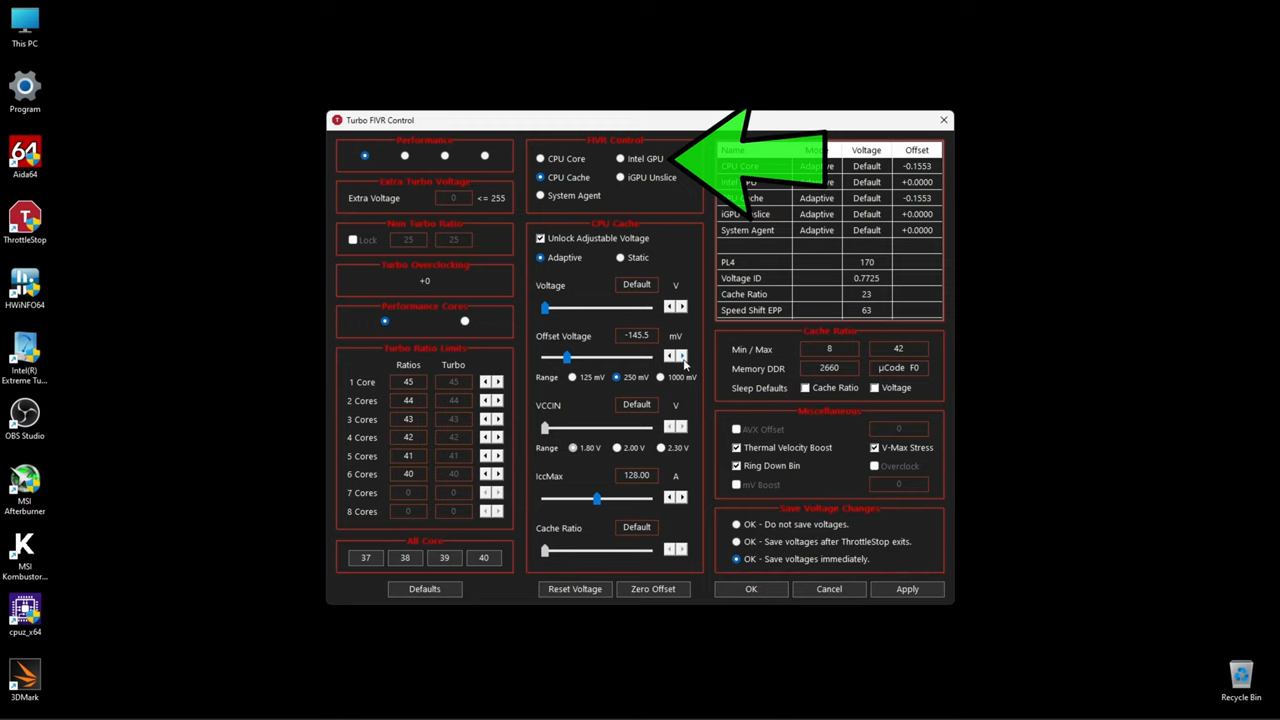 This PC
Program
64
Aida64
ThrottleStop
HWiNFO64
Intel(R)
Extreme Tu...
OBS Studio
MSI
Afterburner
K
MSI
Kombustor...
cpuz_x64
3DMark
Recycle Bin
Turbo FIVR Control
Performance
Extra Turbo Voltage
Extra Voltage 0 <= 255
Non Turbo Ratio
Lock 25 25
Turbo Overclocking
+0
Performance Cores
Turbo Ratio Limits
Ratios Turbo
1 Core 45 45
2 Cores 44 44
3 Cores 43 43
4 Cores 42 42
5 Cores 41 41
6 Cores 40 40
7 Cores 0 0
8 Cores 0 0
All Core
37 38 39 40
Defaults
FIVR Control
CPU Core Intel GPU
CPU Cache iGPU Unslice
System Agent
CPU Cache
Unlock Adjustable Voltage
Adaptive Static
Voltage Default V
Offset Voltage -145.5 mV
Range 125 mV 250 mV 1000 mV
VCCIN Default V
Range 1.80 V 2.00 V 2.30 V
IccMax 128.00 A
Cache Ratio Default
Reset Voltage Zero Offset
Name Mode Voltage Offset
CPU Core Adaptive Default -0.1553
Intel GPU Adaptive Default +0.0000
CPU Cache Adaptive Default -0.1553
iGPU Unslice Adaptive Default +0.0000
System Agent Adaptive Default +0.0000
PL4 170
Voltage ID 0.7725
Cache Ratio 23
Speed Shift EPP 63
Cache Ratio
Min / Max 8 42
Memory DDR 2660 µCode F0
Sleep Defaults Cache Ratio Voltage
Miscellaneous
AVX Offset 0
Thermal Velocity Boost V-Max Stress
Ring Down Bin Overclock
mV Boost 0
Save Voltage Changes
OK - Do not save voltages.
OK - Save voltages after ThrottleStop exits.
OK - Save voltages immediately.
OK Cancel Apply